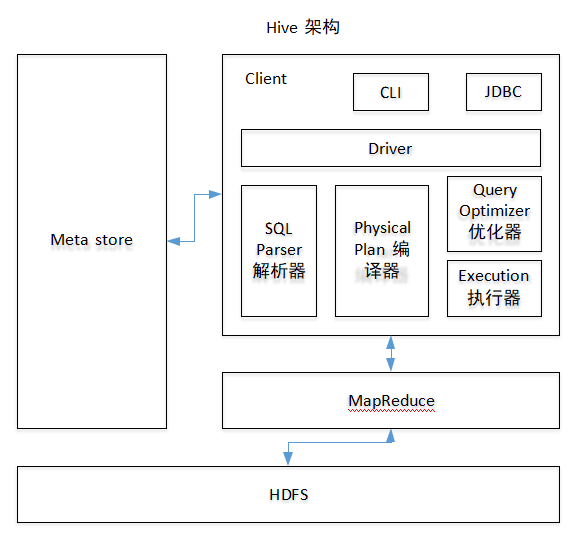 Hive 架构
Client
CLI
JDBC
Driver
Meta store
SQL
Parser
解析器
Physical
Plan 编
译器
Query
Optimizer
优化器
Execution
执行器
MapReduce
HDFS